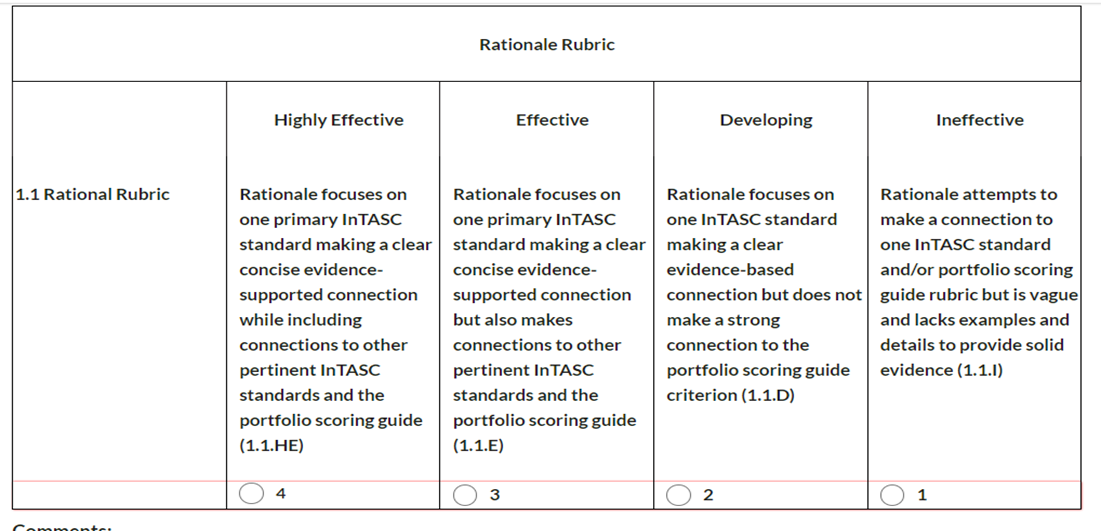 Rationale Rubric
Highly Effective
Effective
Developing
Ineffective
1.1 Rational Rubric
Rationale focuses on
one primary InTASC
standard making a clear
concise evidence-
supported connection
while including
connections to other
pertinent InTASC
standards and the
portfolio scoring guide
(1.1.HE)
Rationale focuses on
one primary InTASC
standard making a clear
concise evidence-
supported connection
but also makes
connections to other
pertinent InTASC
standards and the
portfolio scoring guide
(1.1.E)
Rationale focuses on
one InTASC standard
making a clear
evidence-based
connection but does not
make a strong
connection to the
portfolio scoring guide
criterion (1.1.D)
Rationale attempts to
make a connection to
one InTASC standard
and/or portfolio scoring
guide rubric but is vague
and lacks examples and
details to provide solid
evidence (1.1.I)
4
3
2
1
Comments: